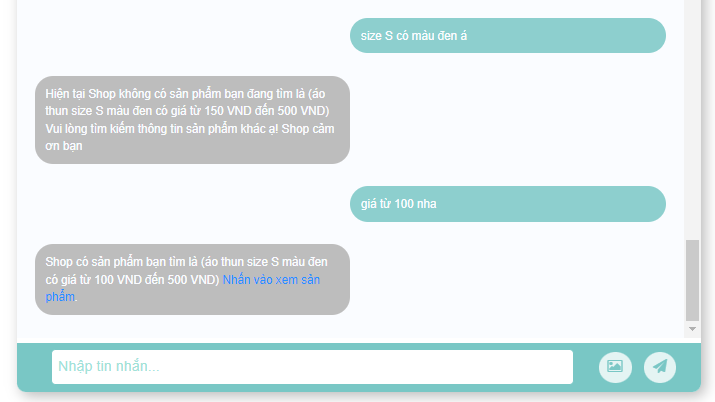 size S có màu đen á
Hiện tại Shop không có sản phẩm bạn đang tìm là (áo
thun size S màu đen có giá từ 150 VND đến 500 VND)
Vui lòng tìm kiếm thông tin sản phẩm khác ạ! Shop cảm
ơn bạn
giá từ 100 nha
Shop có sản phẩm bạn tìm là (áo thun size S màu đen
có giá từ 100 VND đến 500 VND) Nhấn vào xem sản
phẩm.
Nhập tin nhắn...